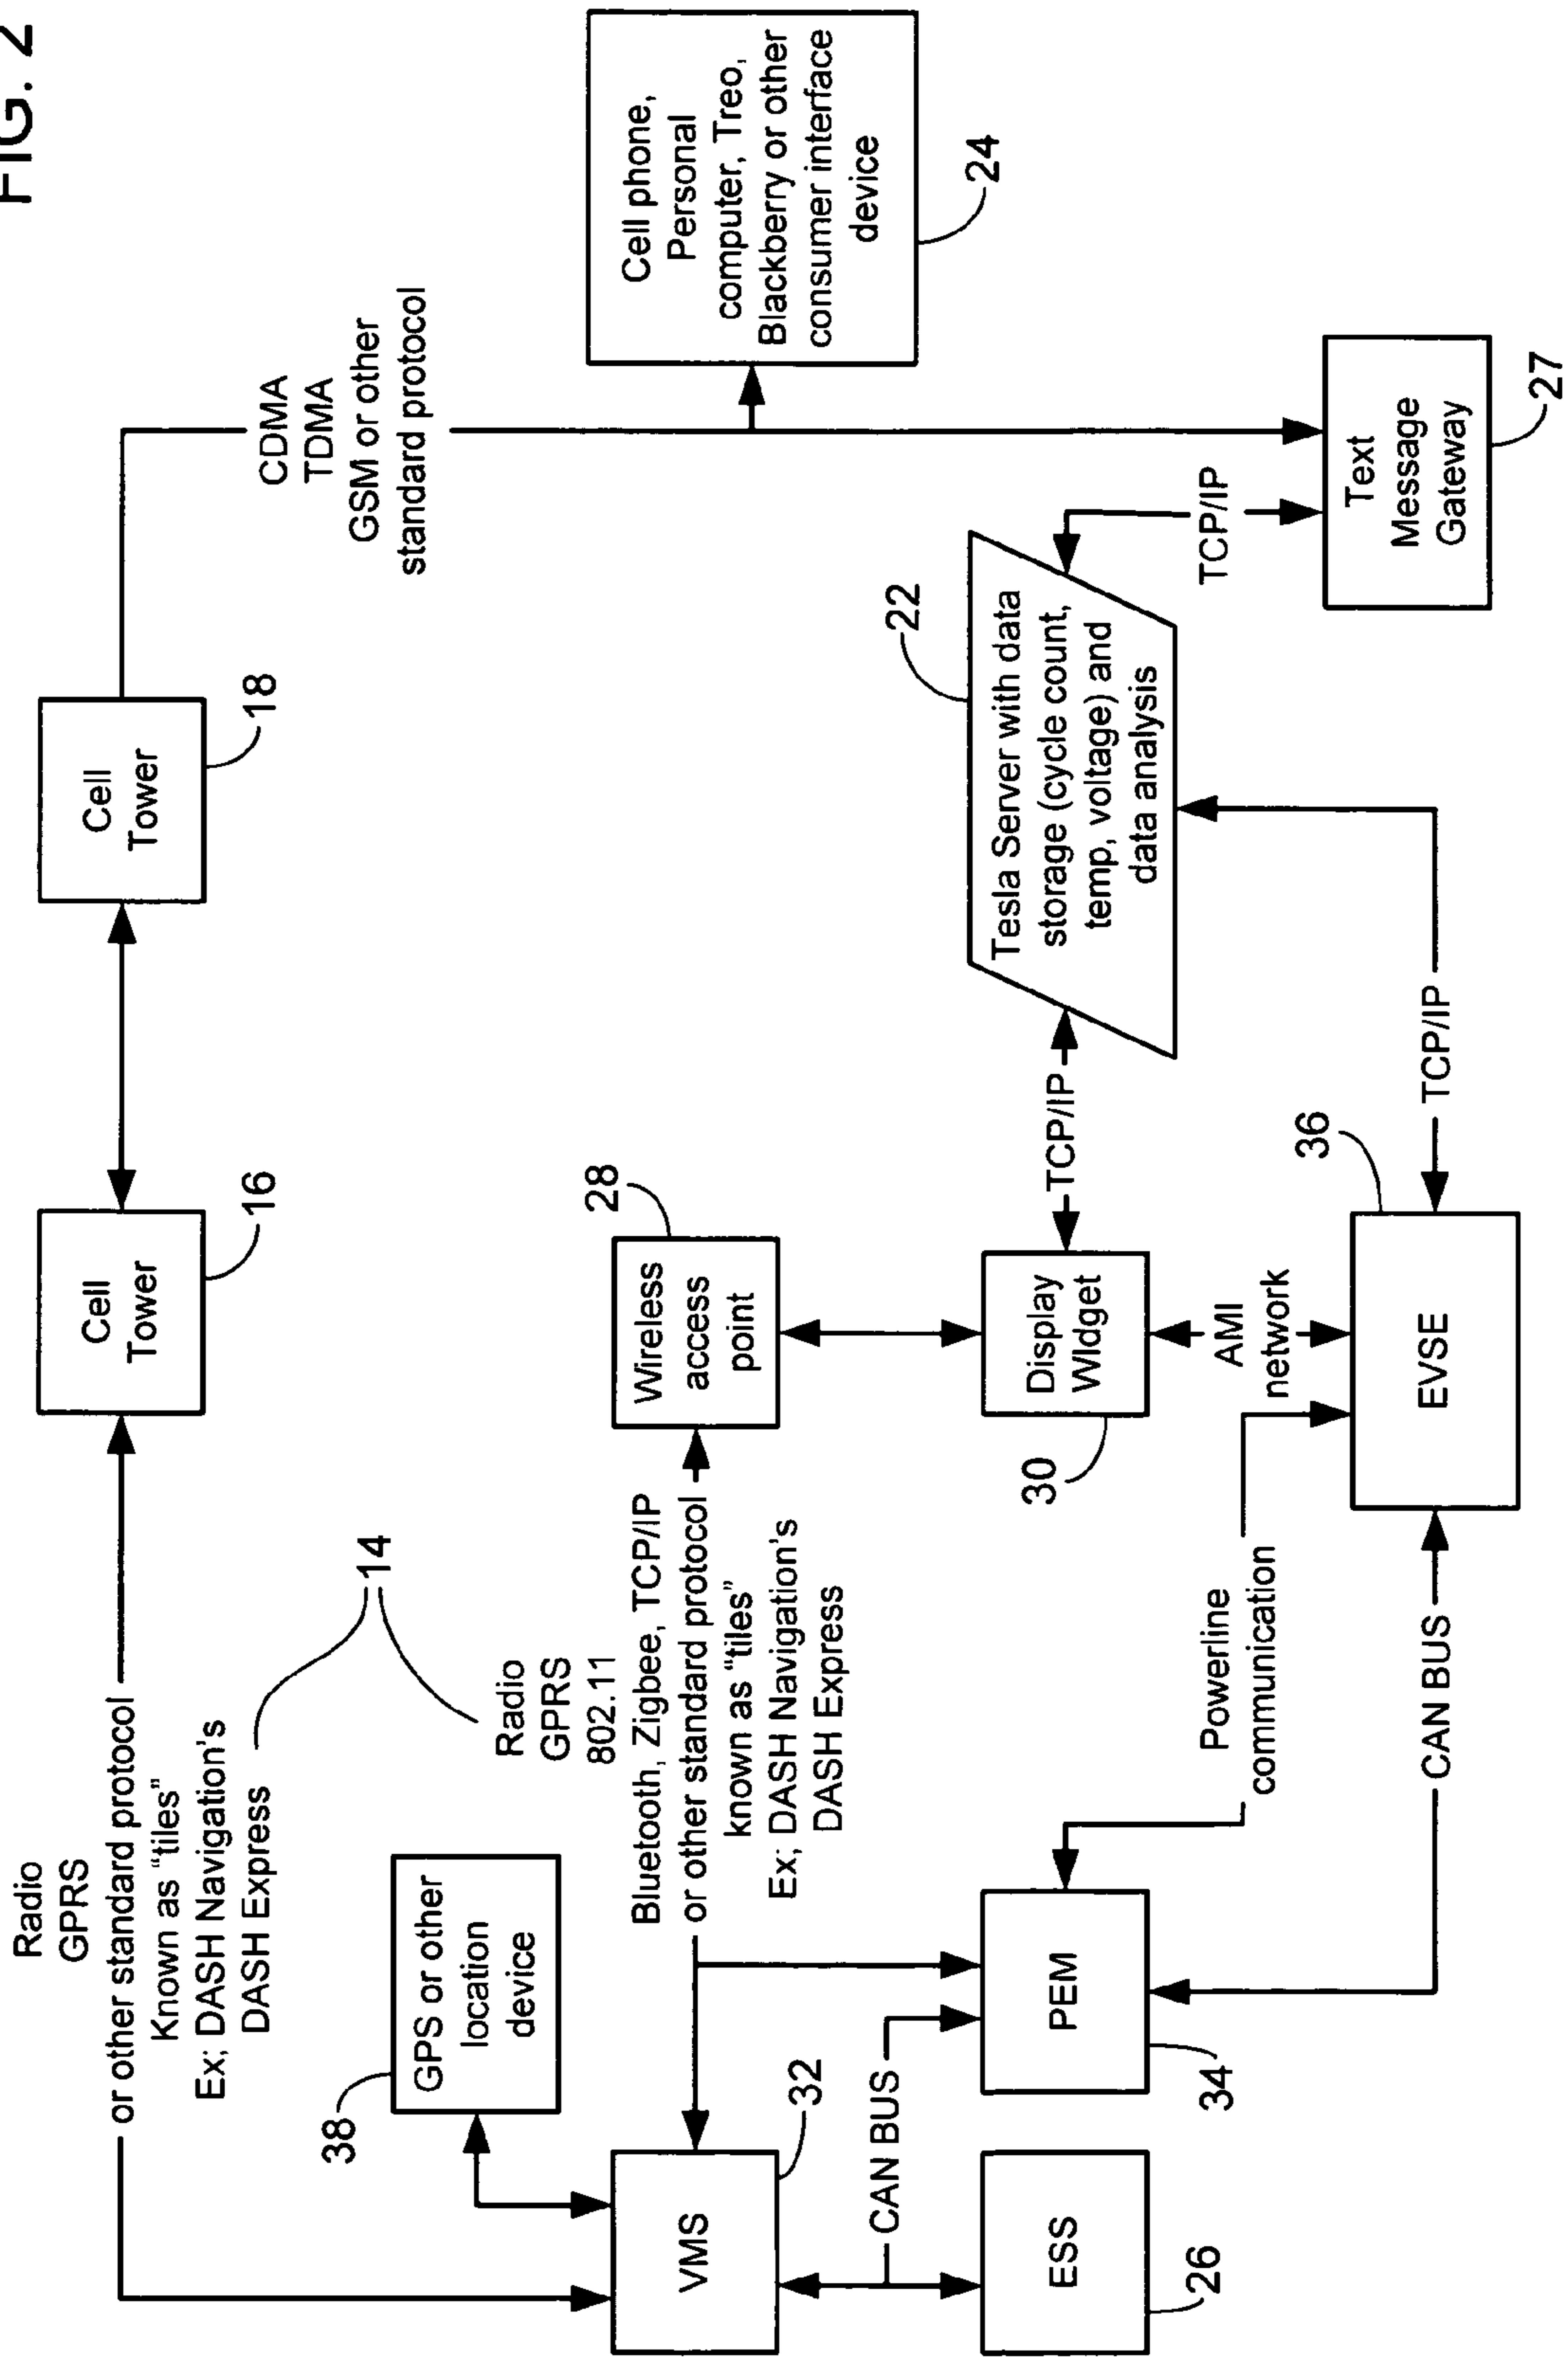 FIG. 2
Radio
GPRS
or other standard protocol
Known as “tiles”
Ex; DASH Navigation's
DASH Express
14
Cell
Tower
16
Cell
Tower
18
CDMA
TDMA
GSM or other
standard protocol
38
GPS or other
location
device
Radio
GPRS
802.11
Bluetooth, Zigbee, TCP/IP
or other standard protocol
known as “tiles”
Ex; DASH Navigation's
DASH Express
28
Wireless
access
point
Cell phone,
Personal
computer, Treo,
Blackberry or other
consumer interface
device
24
VMS
32
CAN BUS
ESS
26
PEM
34
30
Display
WIdget
TCP/IP
22
Tesla Server with data
storage (cycle count,
temp, voltage) and
data analysis
TCP/IP
Powerline
communication
AMI
network
36
EVSE
CAN BUS
TCP/IP
Text
Message
Gateway
27